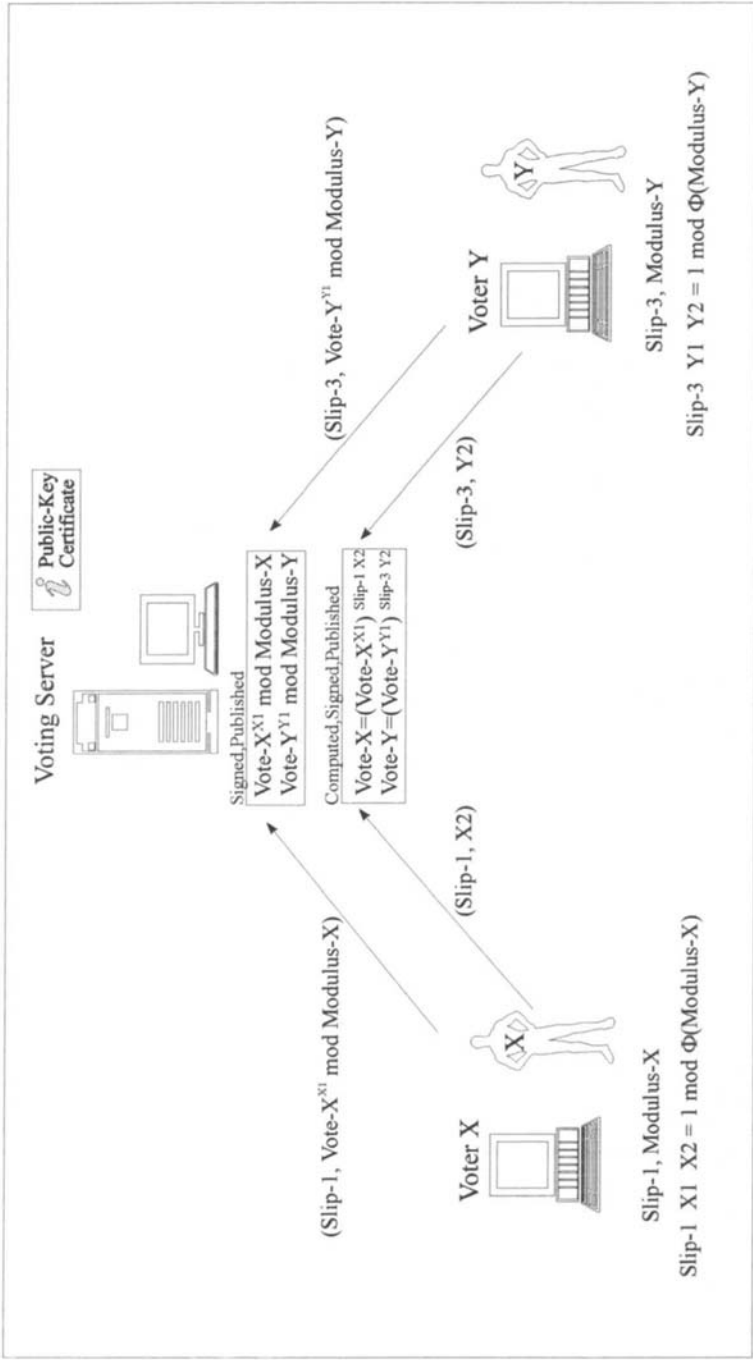 Voting Server
Public-Key
Certificate
Signed,Published
Vote-X^X1 mod Modulus-X
Vote-Y^Y1 mod Modulus-Y
Computed,Signed,Published
Vote-X=(Vote-X^X1) Slip-1 X2
Vote-Y=(Vote-Y^Y1) Slip-3 Y2
(Slip-1, Vote-X^X1 mod Modulus-X)
(Slip-3, Vote-Y^Y1 mod Modulus-Y)
(Slip-1, X2)
(Slip-3, Y2)
Voter X
X
Slip-1, Modulus-X
Slip-1 X1 X2 = 1 mod Φ(Modulus-X)
Voter Y
Y
Slip-3, Modulus-Y
Slip-3 Y1 Y2 = 1 mod Φ(Modulus-Y)